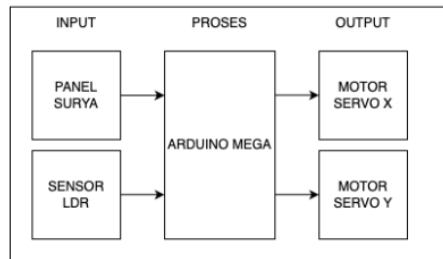 INPUT
PROSES
OUTPUT
PANEL
SURYA
ARDUINO MEGA
MOTOR
SERVO X
SENSOR
LDR
MOTOR
SERVO Y